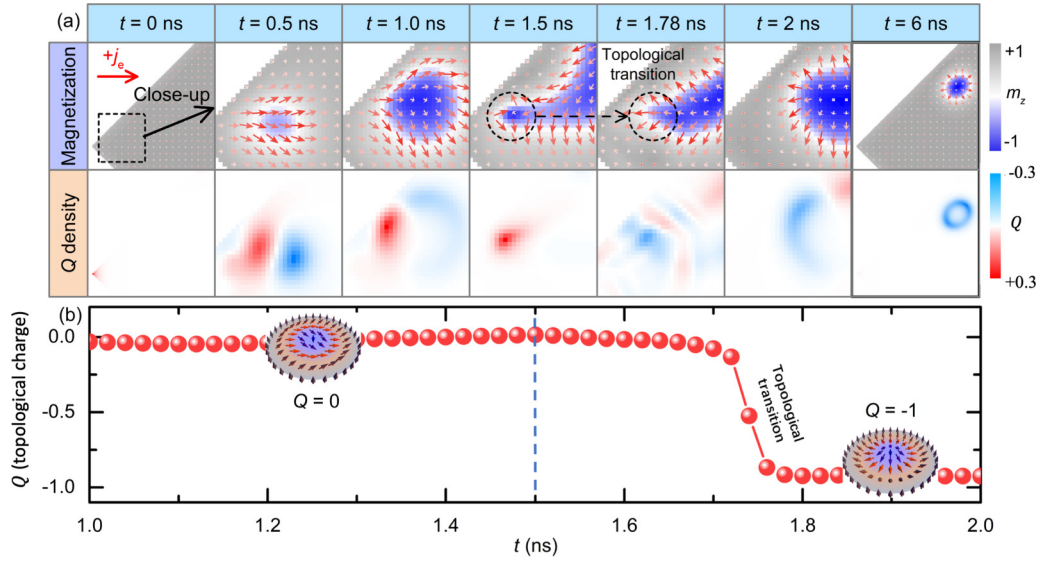 (a)
t = 0 ns
t = 0.5 ns
t = 1.0 ns
t = 1.5 ns
t = 1.78 ns
t = 2 ns
t = 6 ns
Magnetization
+jₑ
Close-up
Topological
transition
+1
m_z
-1
Q density
-0.3
Q
+0.3
(b)
Q (topological charge)
0.0
-0.5
-1.0
Q = 0
Topological
transition
Q = -1
1.0
1.2
1.4
1.6
1.8
2.0
t (ns)